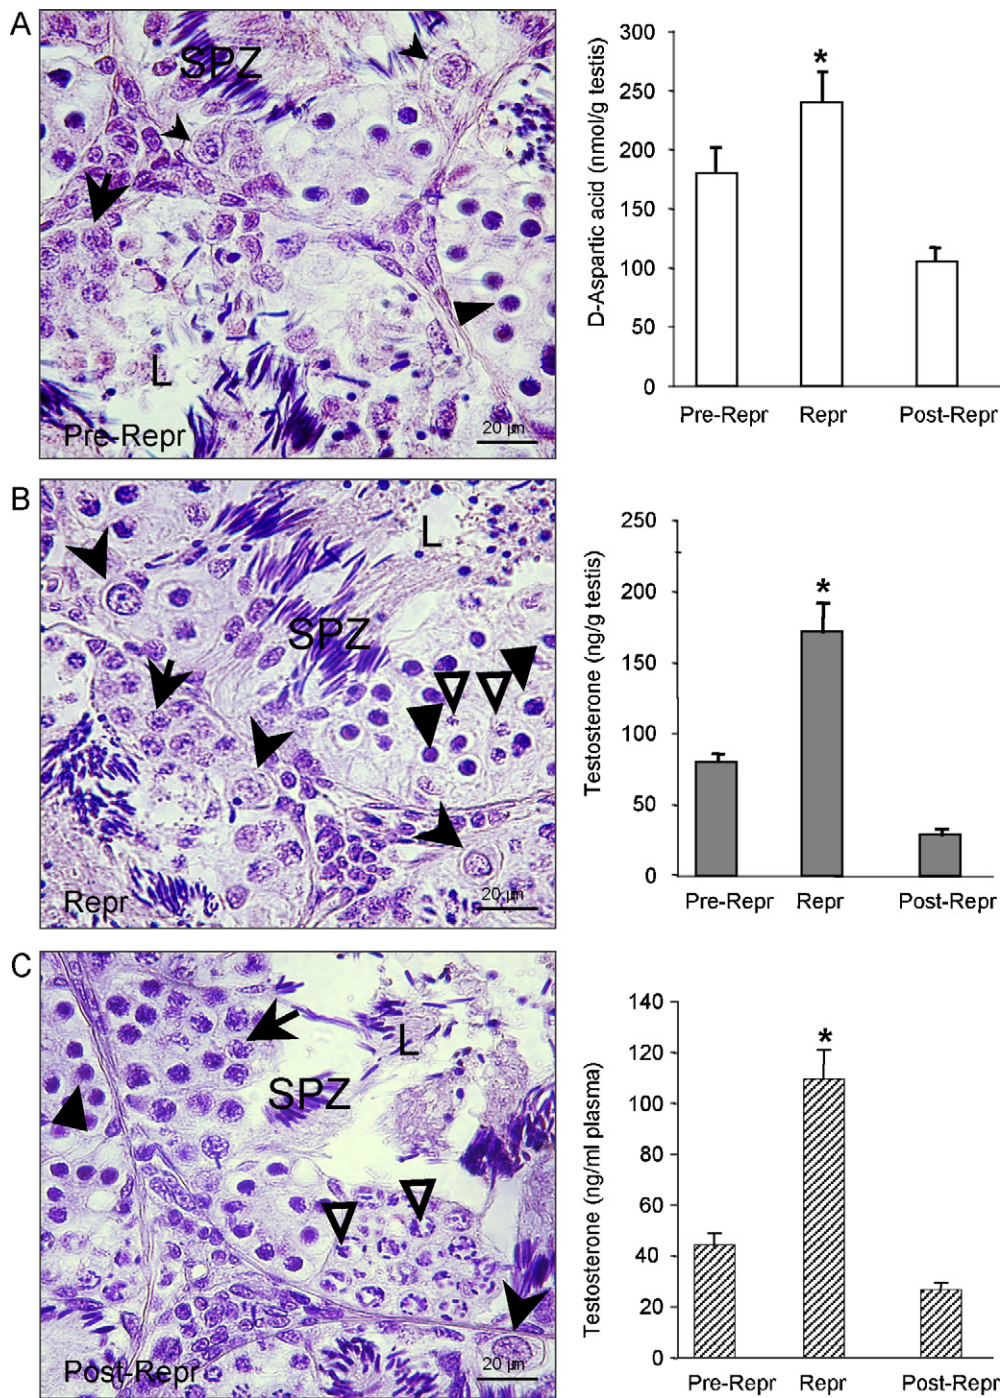 A
SPZ
L
Pre-Repr
20 µm
D-Aspartic acid (nmol/g testis)
300
250
200
150
100
50
0
*
Pre-Repr Repr Post-Repr
B
L
SPZ
Repr
20 µm
Testosterone (ng/g testis)
250
200
150
100
50
0
*
Pre-Repr Repr Post-Repr
C
L
SPZ
Post-Repr
20 µm
Testosterone (ng/ml plasma)
140
120
100
80
60
40
20
0
*
Pre-Repr Repr Post-Repr